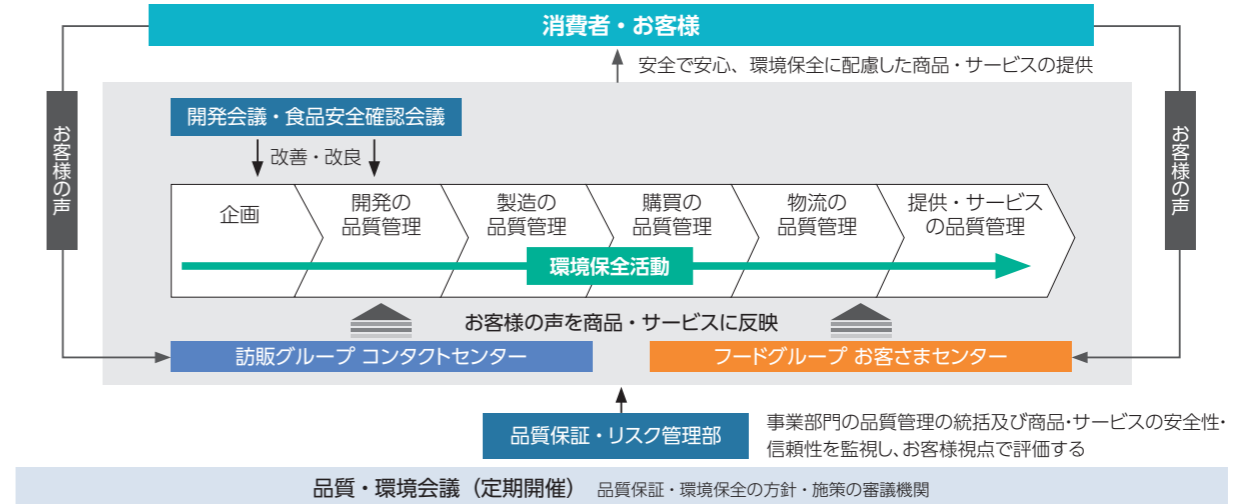 消費者・お客様
安全で安心、環境保全に配慮した商品・サービスの提供
お客様の声
お客様の声
開発会議・食品安全確認会議
改善・改良
企画
開発の
品質管理
製造の
品質管理
購買の
品質管理
物流の
品質管理
提供・サービス
の品質管理
環境保全活動
お客様の声を商品・サービスに反映
訪販グループ コンタクトセンター
フードグループ お客さまセンター
品質保証・リスク管理部
事業部門の品質管理の統括及び商品・サービスの安全性・
信頼性を監視し、お客様視点で評価する
品質・環境会議（定期開催） 品質保証・環境保全の方針・施策の審議機関